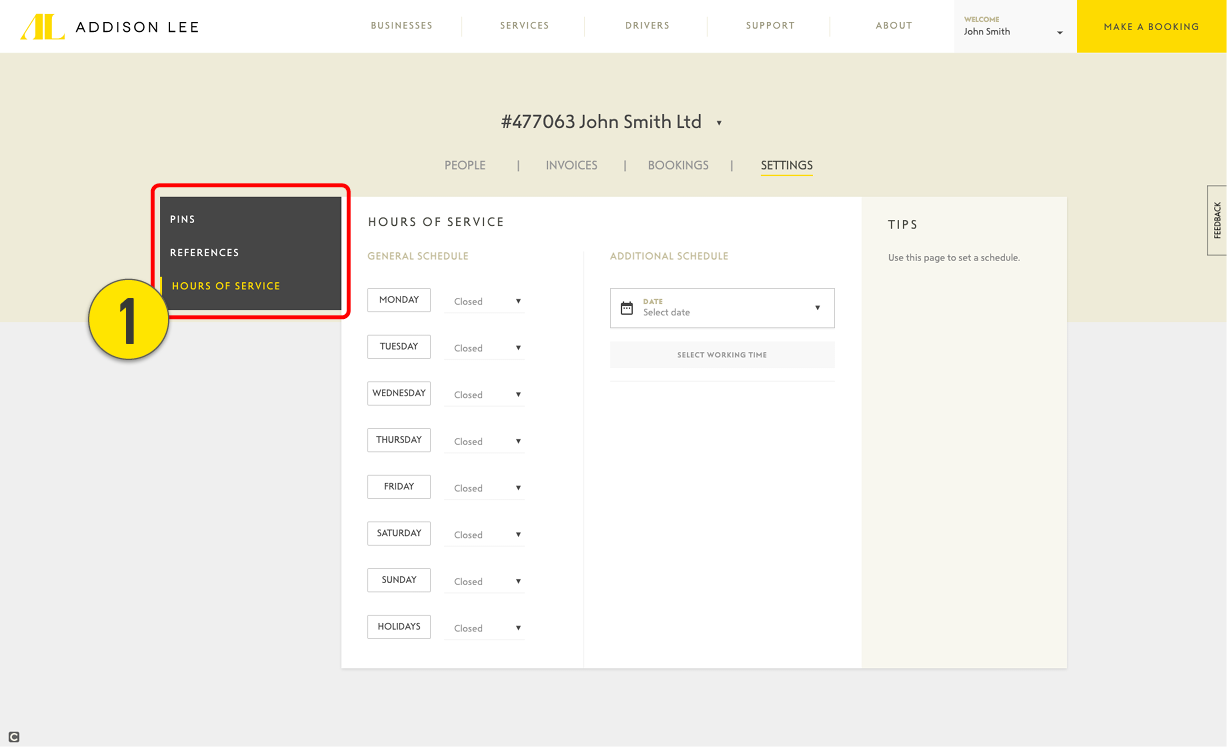 ADDISON LEE
BUSINESSES SERVICES DRIVERS SUPPORT ABOUT
WELCOME
John Smith
MAKE A BOOKING
#477063 John Smith Ltd
PEOPLE | INVOICES | BOOKINGS | SETTINGS
PINS
REFERENCES
HOURS OF SERVICE
1
HOURS OF SERVICE
GENERAL SCHEDULE
MONDAY Closed
TUESDAY Closed
WEDNESDAY Closed
THURSDAY Closed
FRIDAY Closed
SATURDAY Closed
SUNDAY Closed
HOLIDAYS Closed
ADDITIONAL SCHEDULE
DATE
Select date
SELECT WORKING TIME
TIPS
Use this page to set a schedule.
FEEDBACK